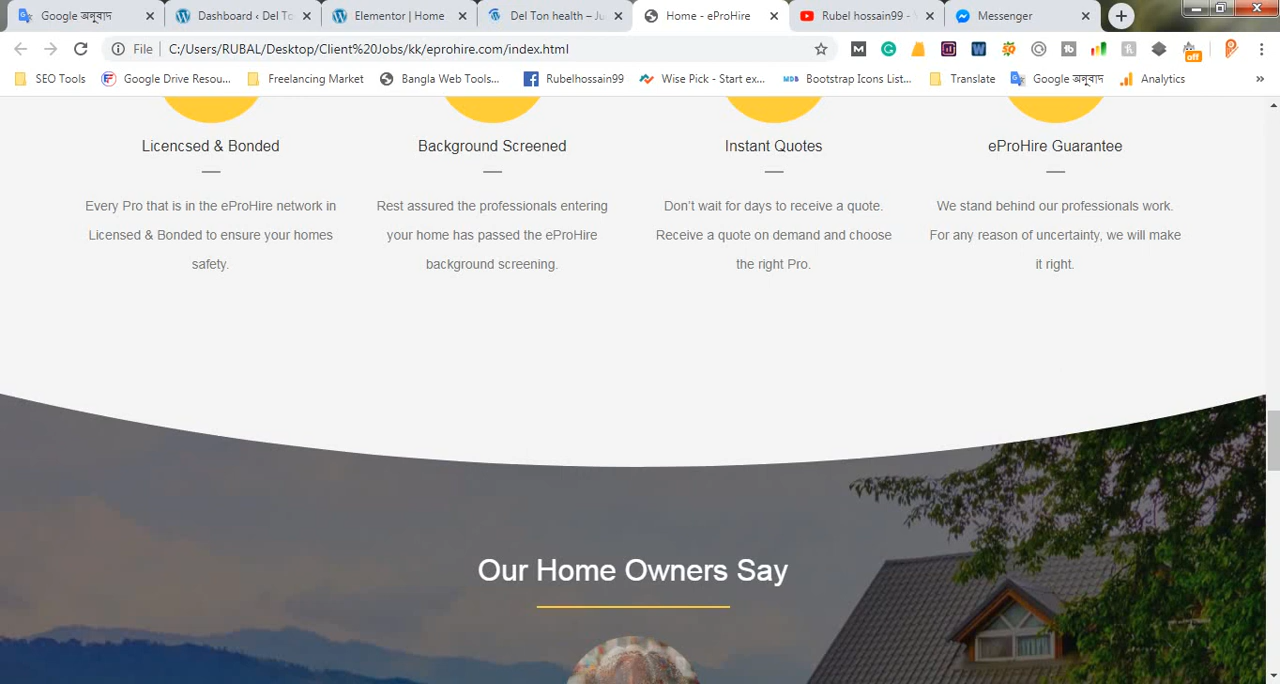 Google অনুবাদ
Dashboard ‹ Del To
Elementor | Home
Del Ton health – Ju
Home - eProHire
Rubel hossain99 -
Messenger
File
C:/Users/RUBAL/Desktop/Client%20Jobs/kk/eprohire.com/index.html
off
SEO Tools
Google Drive Resou...
Freelancing Market
Bangla Web Tools...
Rubelhossain99
Wise Pick - Start ex...
MDB
Bootstrap Icons List...
Translate
Google অনুবাদ
Analytics
»
Licencsed & Bonded
Background Screened
Instant Quotes
eProHire Guarantee
Every Pro that is in the eProHire network in
Licensed & Bonded to ensure your homes
safety.
Rest assured the professionals entering
your home has passed the eProHire
background screening.
Don’t wait for days to receive a quote.
Receive a quote on demand and choose
the right Pro.
We stand behind our professionals work.
For any reason of uncertainty, we will make
it right.
Our Home Owners Say